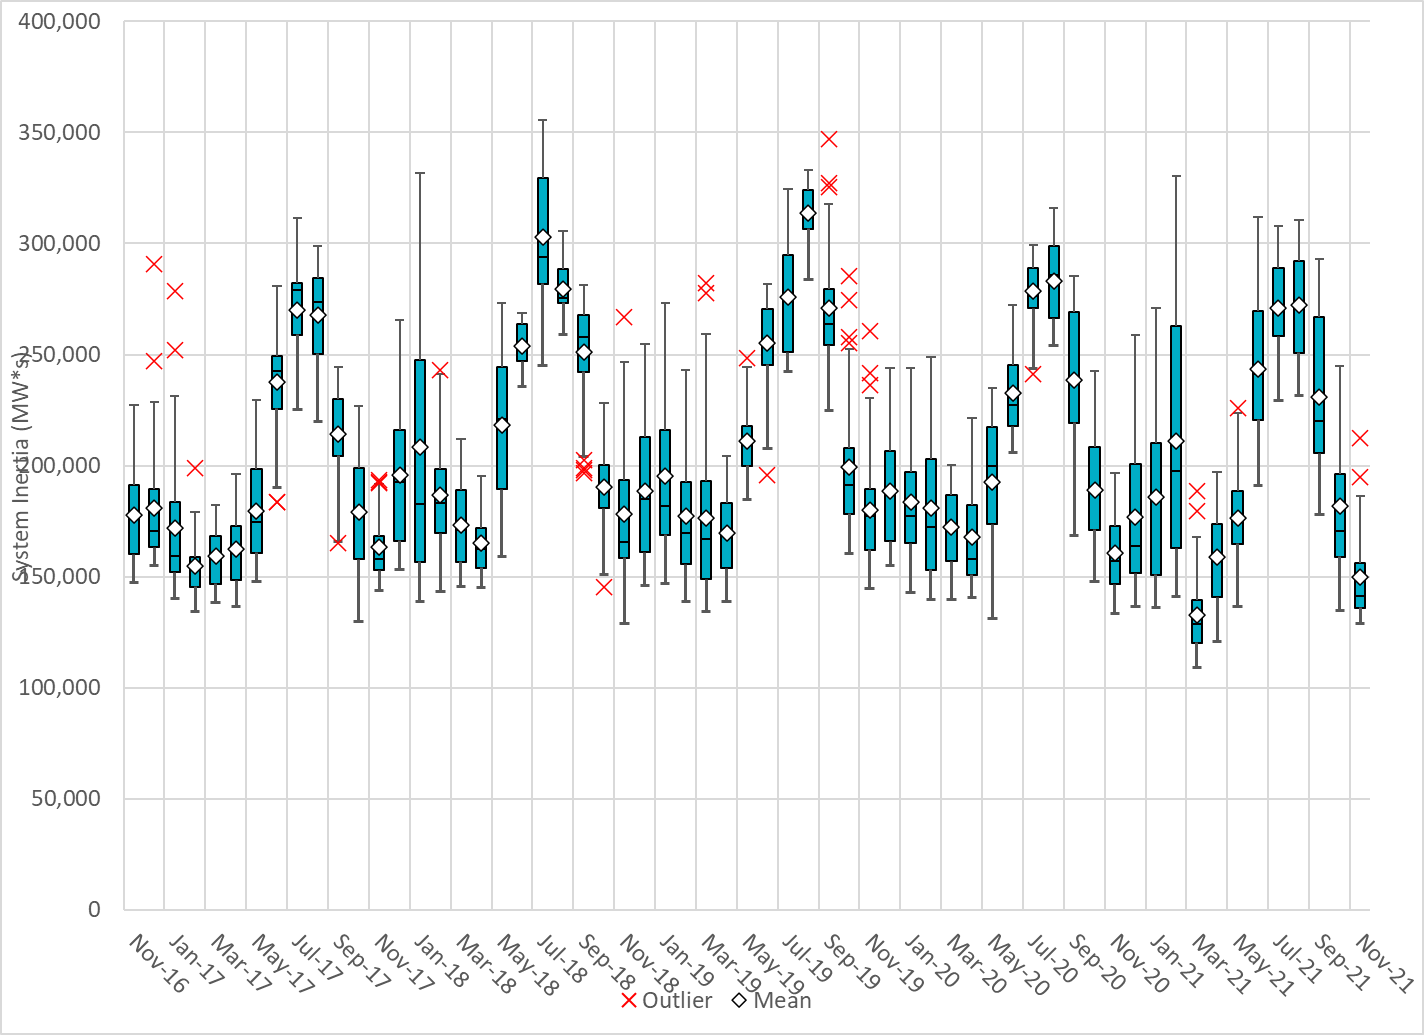 400,000
350,000
300,000
250,000
200,000
150,000
100,000
50,000
0
System Inertia (MW*s)
Nov-16
Jan-17
Mar-17
May-17
Jul-17
Sep-17
Nov-17
Jan-18
Mar-18
May-18
Jul-18
Sep-18
Nov-18
Jan-19
Mar-19
May-19
Jul-19
Sep-19
Nov-19
Jan-20
Mar-20
May-20
Jul-20
Sep-20
Nov-20
Jan-21
Mar-21
May-21
Jul-21
Sep-21
Nov-21
Outlier Mean